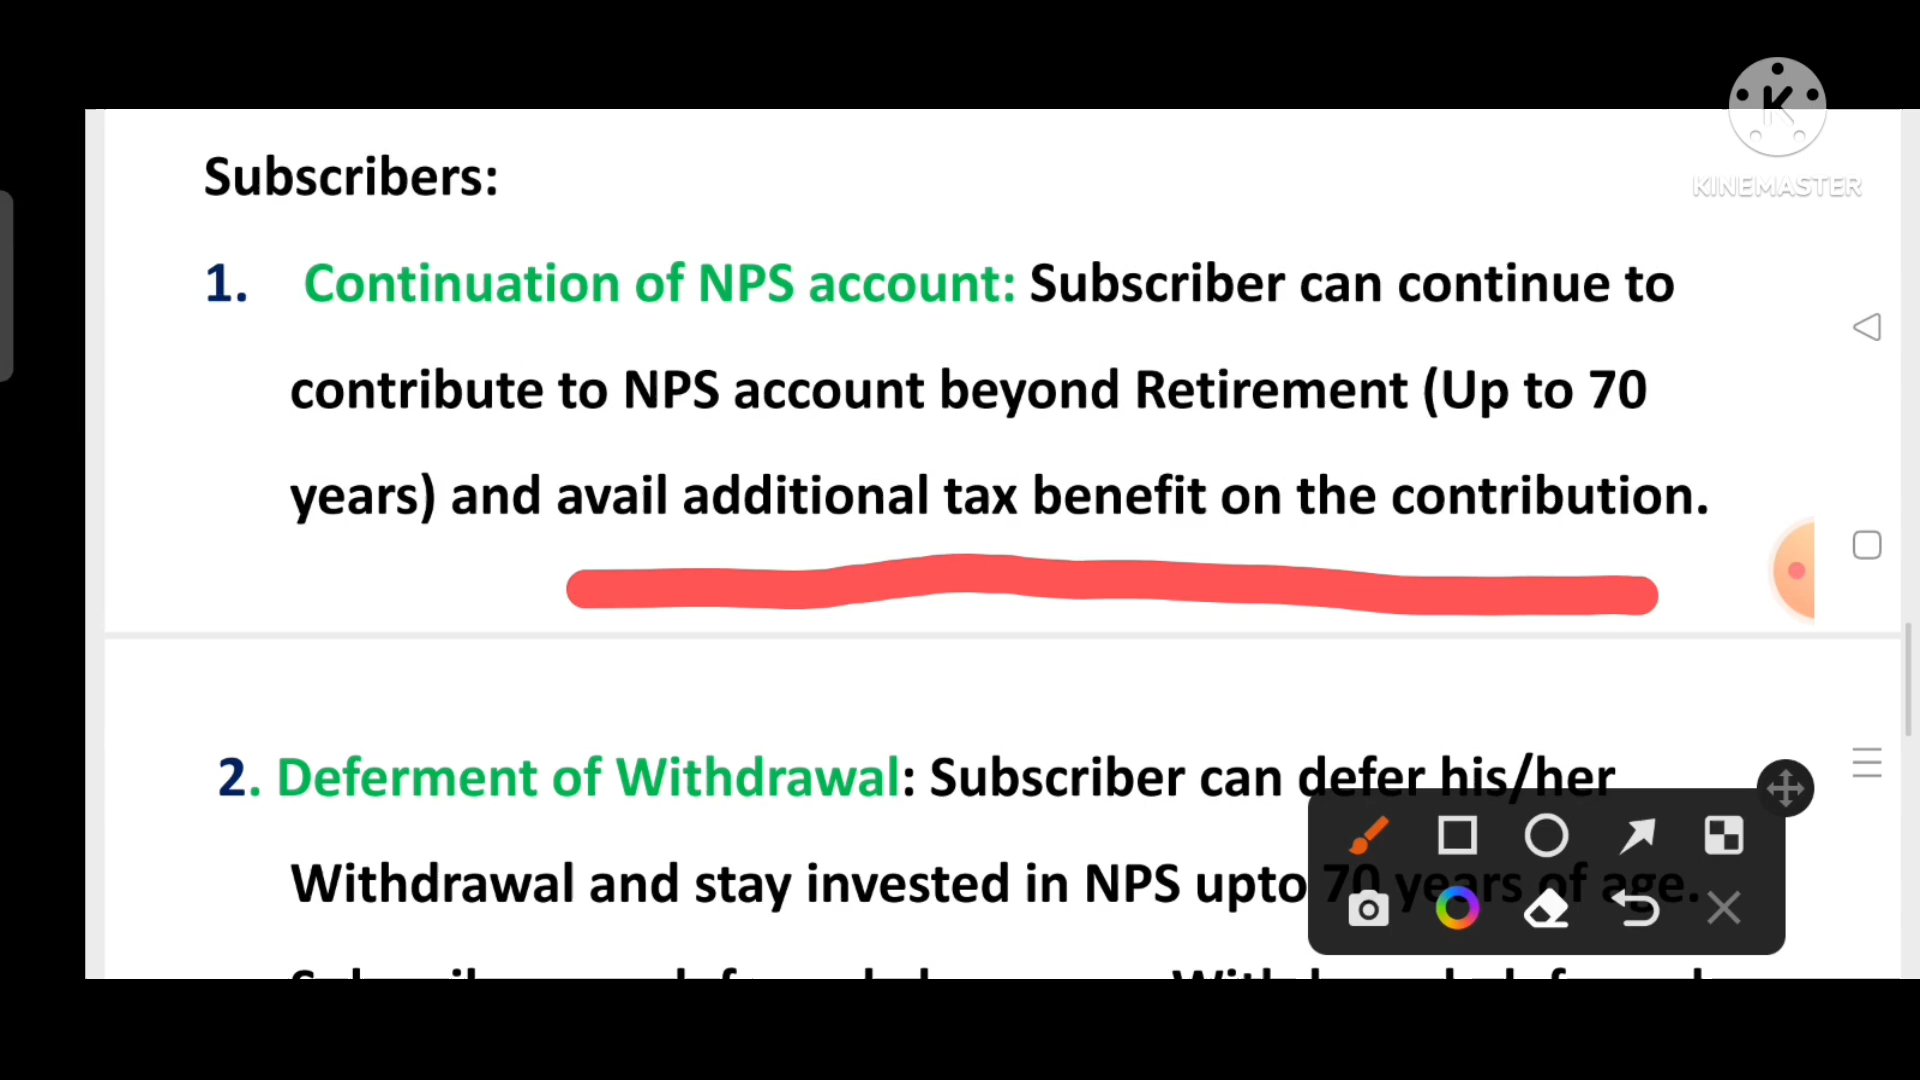 KINEMASTER
Subscribers:
1. Continuation of NPS account: Subscriber can continue to
contribute to NPS account beyond Retirement (Up to 70
years) and avail additional tax benefit on the contribution.
2. Deferment of Withdrawal: Subscriber can defer his/her
Withdrawal and stay invested in NPS upto 70 years of age.